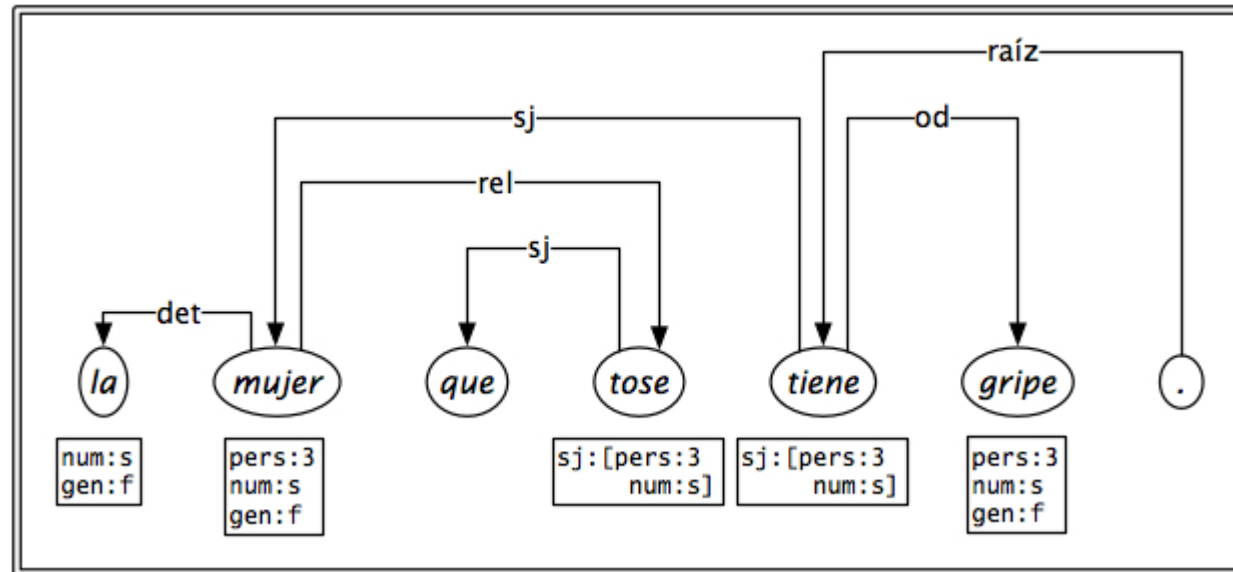 raíz
sj od
rel
sj
det
la mujer que tose tiene gripe .
num:s pers:3 sj:[pers:3 sj:[pers:3 pers:3
gen:f num:s num:s] num:s] num:s
gen:f gen:f